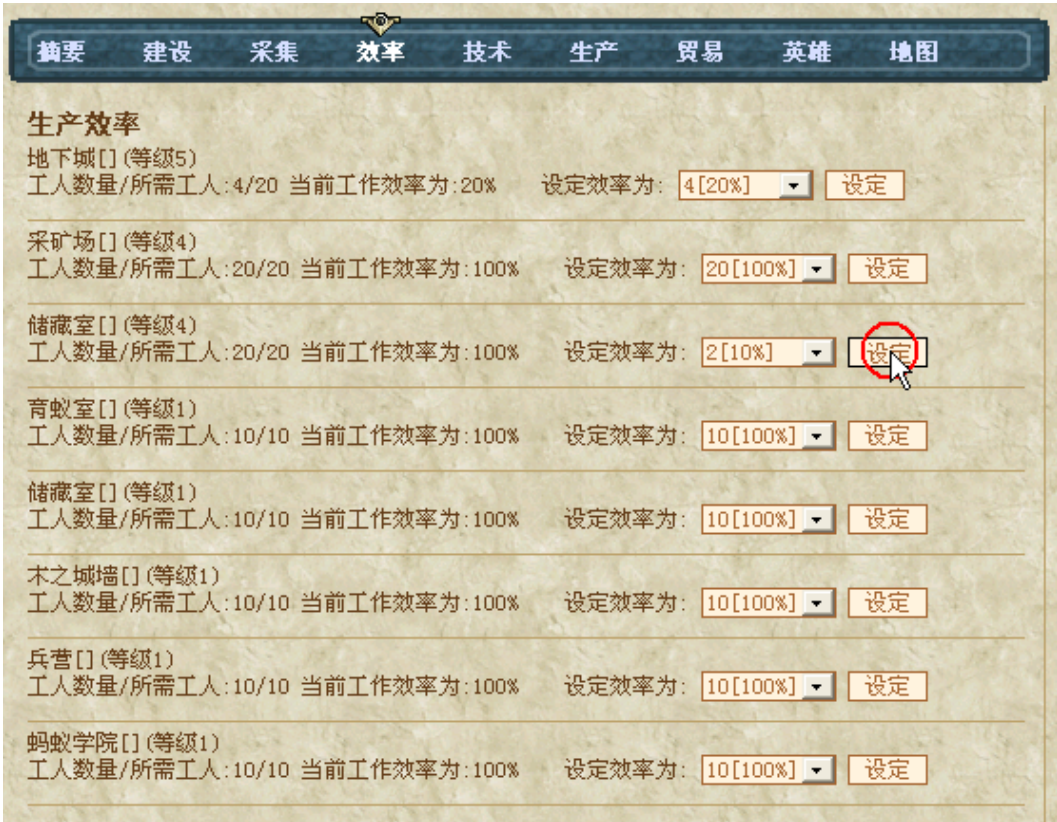 摘要 建设 采集 效率 技术 生产 贸易 英雄 地图
生产效率
地下城[](等级5)
工人数量/所需工人:4/20 当前工作效率为:20% 设定效率为: 4[20%] 设定
采矿场[](等级4)
工人数量/所需工人:20/20 当前工作效率为:100% 设定效率为: 20[100%] 设定
储藏室[](等级4)
工人数量/所需工人:20/20 当前工作效率为:100% 设定效率为: 2[10%] 设定
育蚁室[](等级1)
工人数量/所需工人:10/10 当前工作效率为:100% 设定效率为: 10[100%] 设定
储藏室[](等级1)
工人数量/所需工人:10/10 当前工作效率为:100% 设定效率为: 10[100%] 设定
木之城墙[](等级1)
工人数量/所需工人:10/10 当前工作效率为:100% 设定效率为: 10[100%] 设定
兵营[](等级1)
工人数量/所需工人:10/10 当前工作效率为:100% 设定效率为: 10[100%] 设定
蚂蚁学院[](等级1)
工人数量/所需工人:10/10 当前工作效率为:100% 设定效率为: 10[100%] 设定